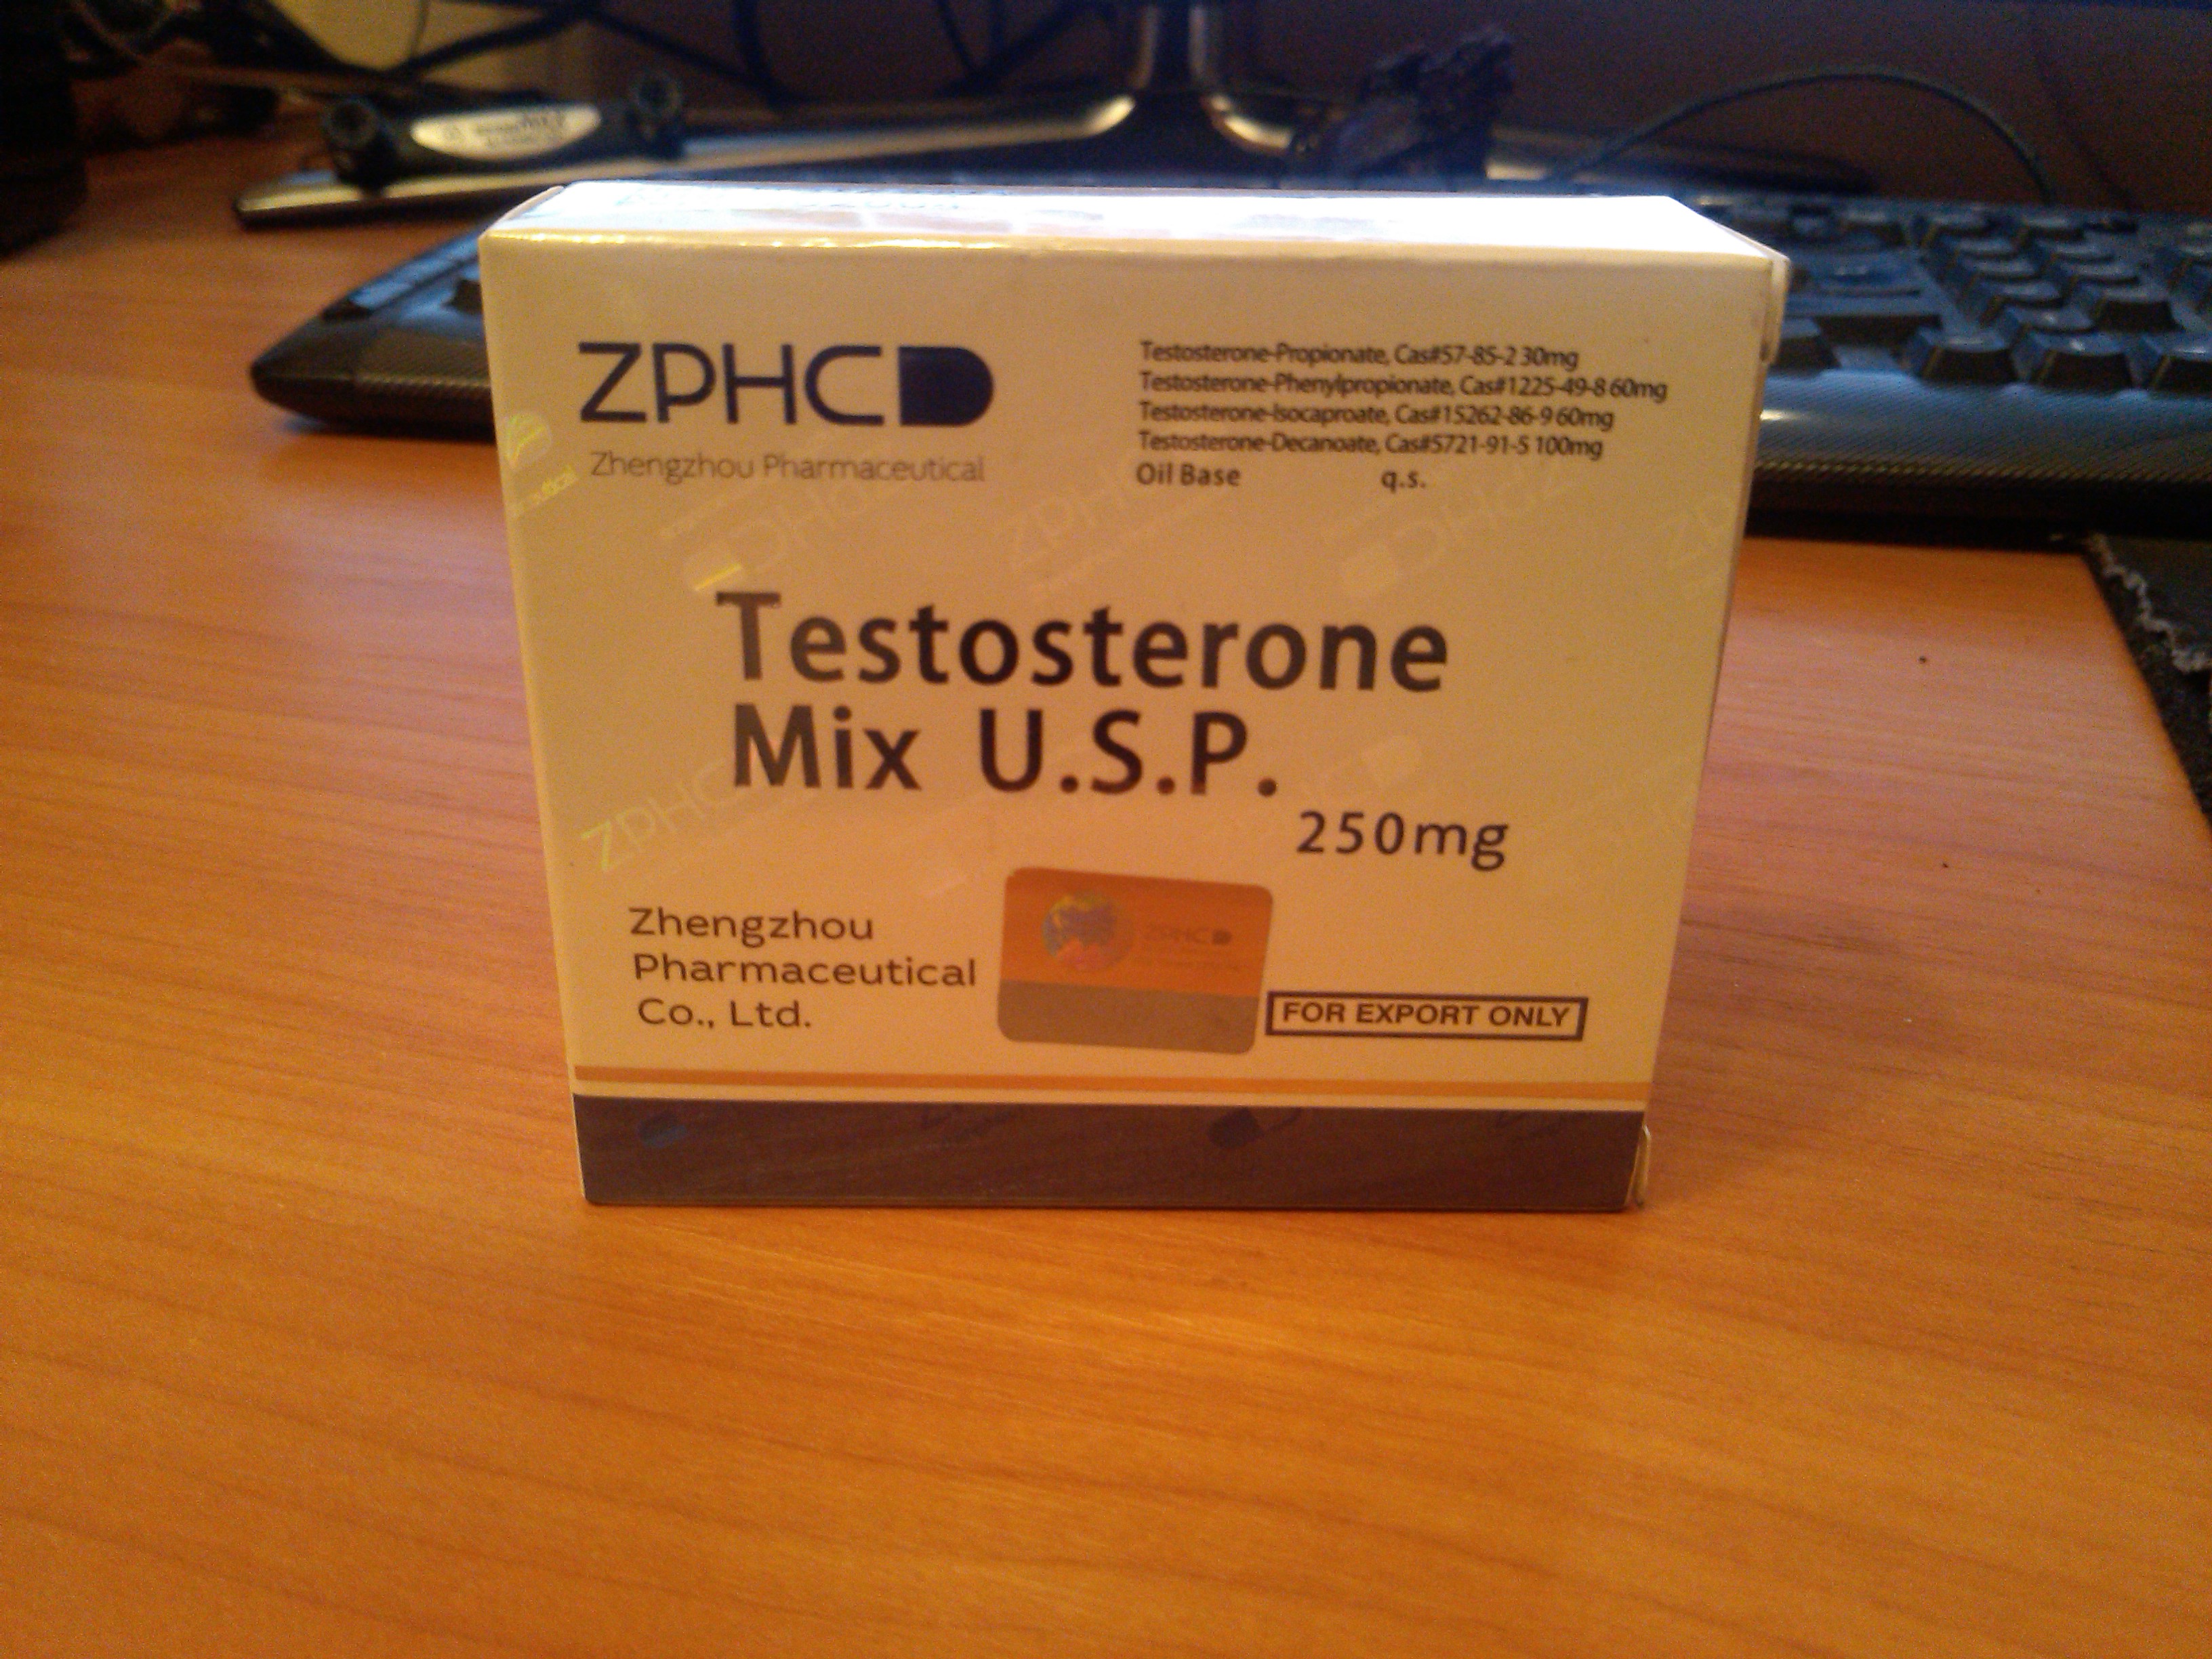 ZPHC
Zhengzhou Pharmaceutical
Testosterone-Propionate, Cas#57-85-2 30mg
Testosterone-Phenylpropionate, Cas#1225-49-8 60mg
Testosterone-Isocaproate, Cas#15262-86-9 60mg
Testosterone-Decanoate, Cas#5721-91-5 100mg
Oil Base q.s.
Testosterone
Mix U.S.P.
250mg
Zhengzhou
Pharmaceutical
Co., Ltd.
ZPHC
FOR EXPORT ONLY